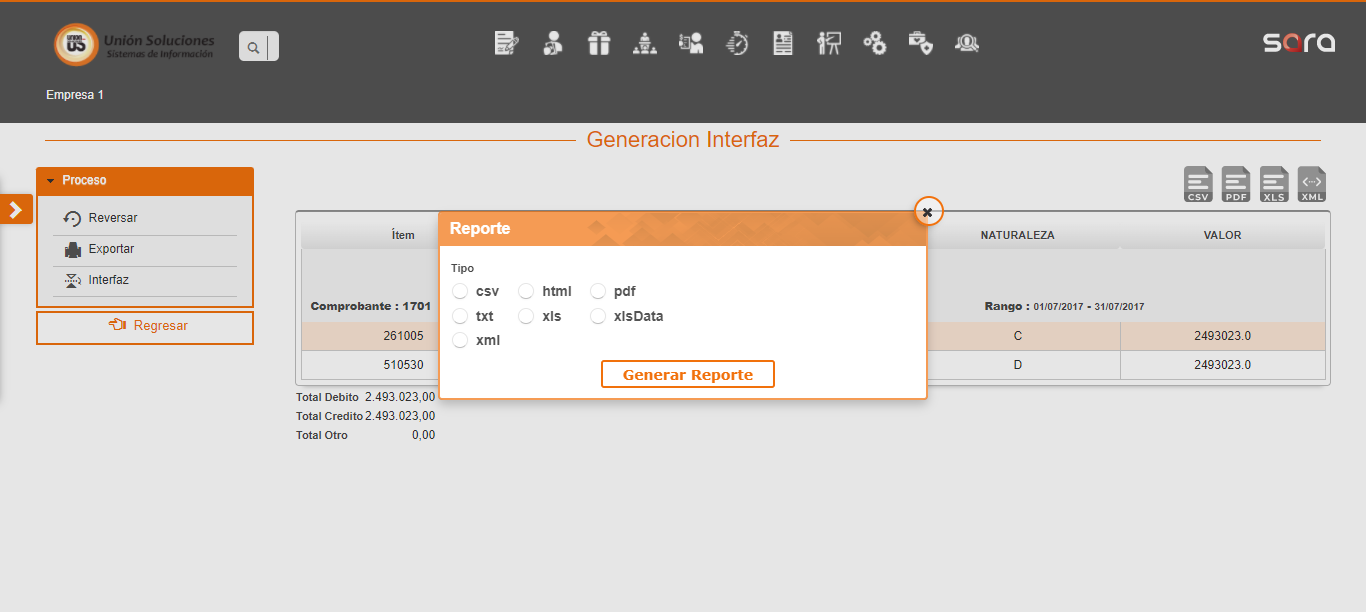 Unión Soluciones
Sistemas de Información
sara
Empresa 1
Generacion Interfaz
Proceso
Reversar
Exportar
Interfaz
Regresar
CSV PDF XLS XML
Reporte
Tipo
csv html pdf
txt xls xlsData
xml
Generar Reporte
Ítem NATURALEZA VALOR
Comprobante : 1701 Rango : 01/07/2017 - 31/07/2017
261005 C 2493023.0
510530 D 2493023.0
Total Debito 2.493.023,00
Total Credito 2.493.023,00
Total Otro 0,00